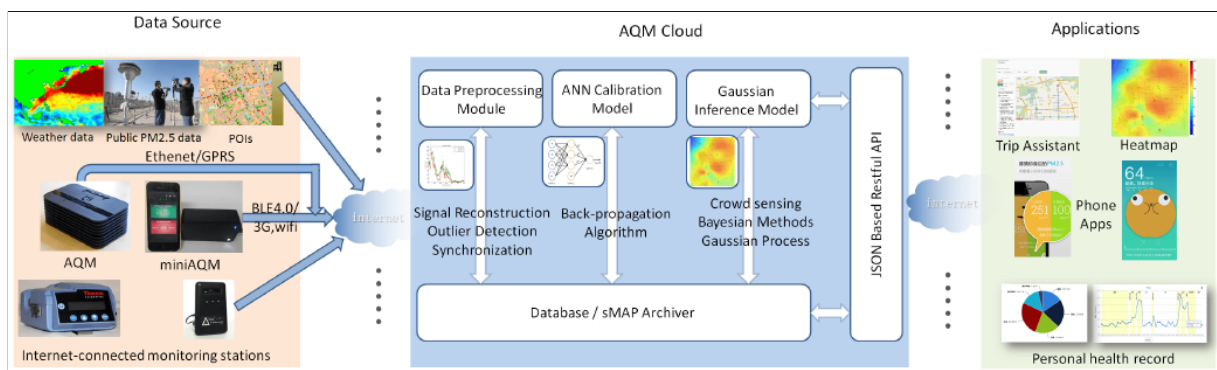 Data Source
AQM Cloud
Applications
Weather data
Public PM2.5 data
POIs
Ethenet/GPRS
BLE4.0/
3G,wifi
AQM
miniAQM
Internet-connected monitoring stations
Internet
Data Preprocessing
Module
ANN Calibration
Model
Gaussian
Inference Model
Signal Reconstruction
Outlier Detection
Synchronization
Back-propagation
Algorithm
Crowd sensing
Bayesian Methods
Gaussian Process
Database / sMAP Archiver
JSON Based Restful API
Internet
Trip Assistant
Heatmap
PM2.5
251
100
64
Phone
Apps
Personal health record